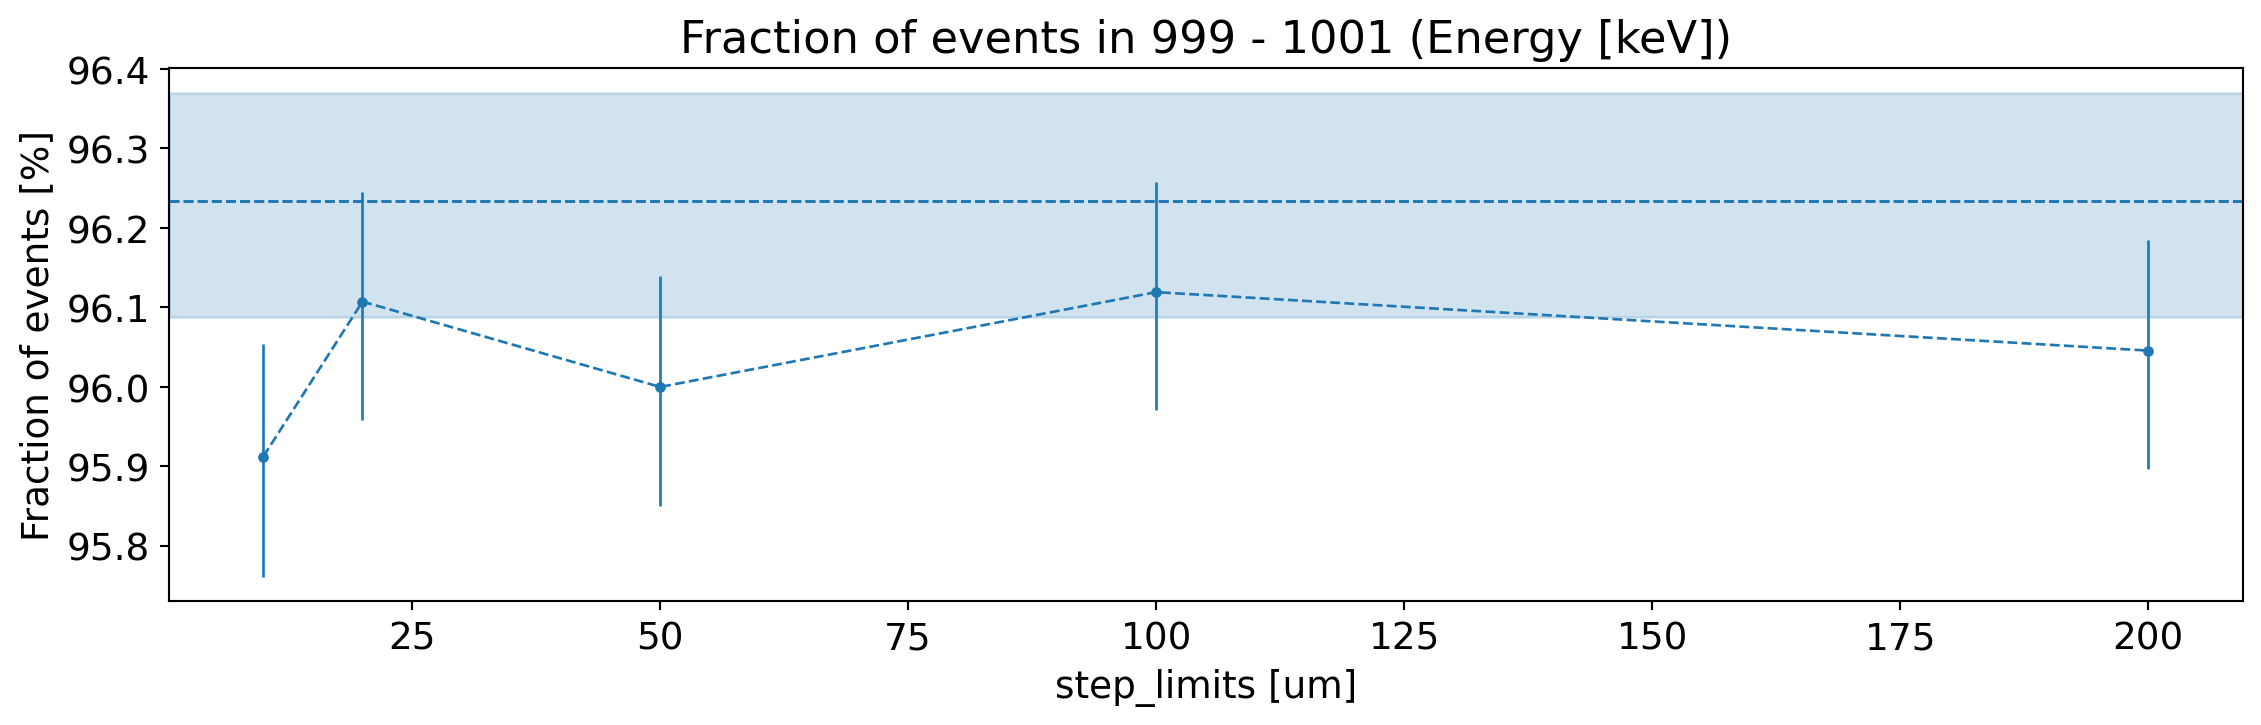 Fraction of events in 999 - 1001 (Energy [keV])
Fraction of events [%]
96.4
96.3
96.2
96.1
96.0
95.9
95.8
25 50 75 100 125 150 175 200
step_limits [um]